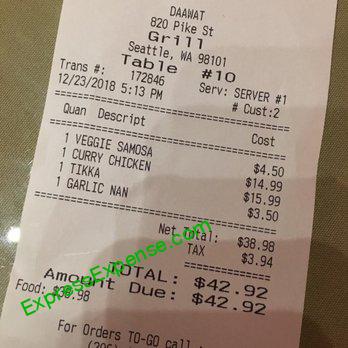 DAAWAT
820 Pike St
Grill
Seattle, WA 98101
Table #10
Trans #: 172846 Serv: SERVER #1
12/23/2018 5:13 PM # Cust:2
Quan Descript Cost
1 VEGGIE SAMOSA $4.50
1 CURRY CHICKEN $14.99
1 TIKKA $15.99
1 GARLIC NAN $3.50
Net Total: $38.98
TAX $3.94
TOTAL: $42.92
Amount Due: $42.92
Food: $38.98
ExpressExpense.com
For Orders TO-GO call